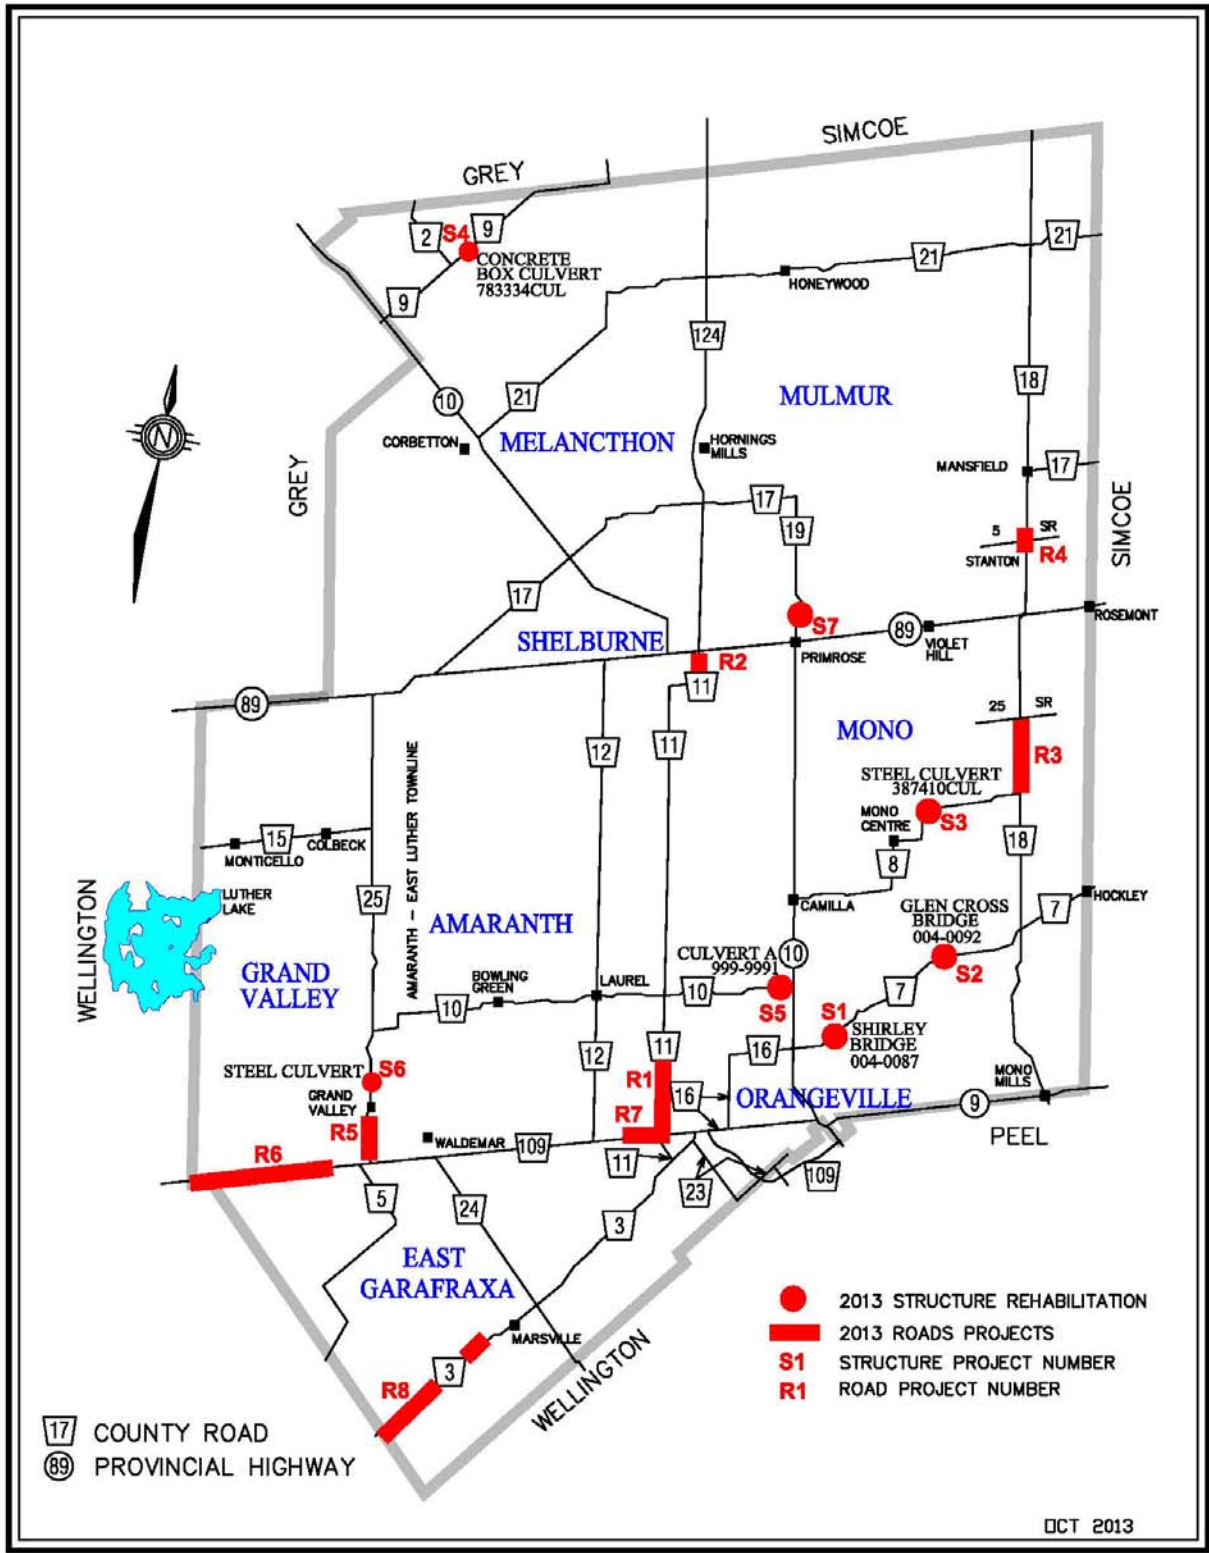 SIMCOE
GREY
2
S4
9
CONCRETE
BOX CULVERT
783334CUL
9
21
21
HONEYWOOD
124
18
10
21
MULMUR
CORBETTON
MELANCTHON
HORNINGS
MILLS
N
GREY
MANSFIELD
17
SIMCOE
17
19
5
SR
STANTON
R4
17
S7
ROSEMONT
SHELBURNE
89
VIOLET
HILL
R2
PRIMROSE
11
89
25
SR
MONO
12
11
R3
STEEL CULVERT
387410CUL
MONO
CENTRE
S3
AMARANTH - EAST LUTHER TOWNLINE
15
COLBECK
MONTICELLO
8
18
LUTHER
LAKE
25
CAMILLA
HOCKLEY
WELLINGTON
AMARANTH
GLEN CROSS
BRIDGE
004-0092
7
GRAND
VALLEY
CULVERT A
999-9991
10
S2
BOWLING
GREEN
LAUREL
10
10
S5
7
S1
SHIRLEY
BRIDGE
004-0087
12
11
16
STEEL CULVERT
S6
R1
MONO
MILLS
GRAND
VALLEY
16
ORANGEVILLE
9
R5
R7
PEEL
R6
WALDEMAR
109
11
109
5
24
23
3
EAST
GARAFRAXA
MARSVILLE
3
R8
WELLINGTON
2013 STRUCTURE REHABILITATION
2013 ROADS PROJECTS
S1 STRUCTURE PROJECT NUMBER
R1 ROAD PROJECT NUMBER
17 COUNTY ROAD
89 PROVINCIAL HIGHWAY
OCT 2013